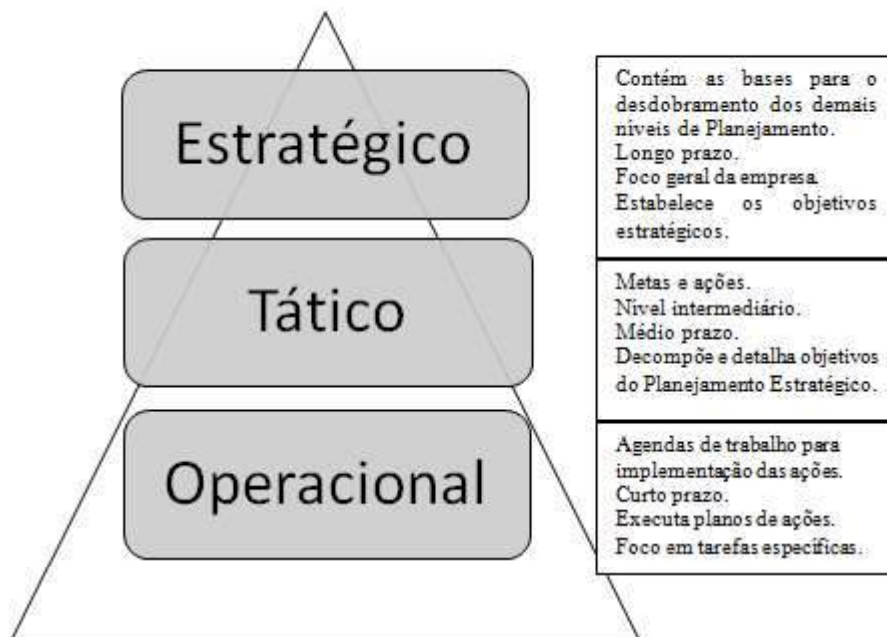 Estratégico
Contém as bases para o
desdobramento dos demais
níveis de Planejamento.
Longo prazo.
Foco geral da empresa
Estabelece os objetivos
estratégicos.
Tático
Metas e ações.
Nível intermediário.
Médio prazo.
Decompõe e detalha objetivos
do Planejamento Estratégico.
Operacional
Agendas de trabalho para
implementação das ações.
Curto prazo.
Executa planos de ações.
Foco em tarefas específicas.